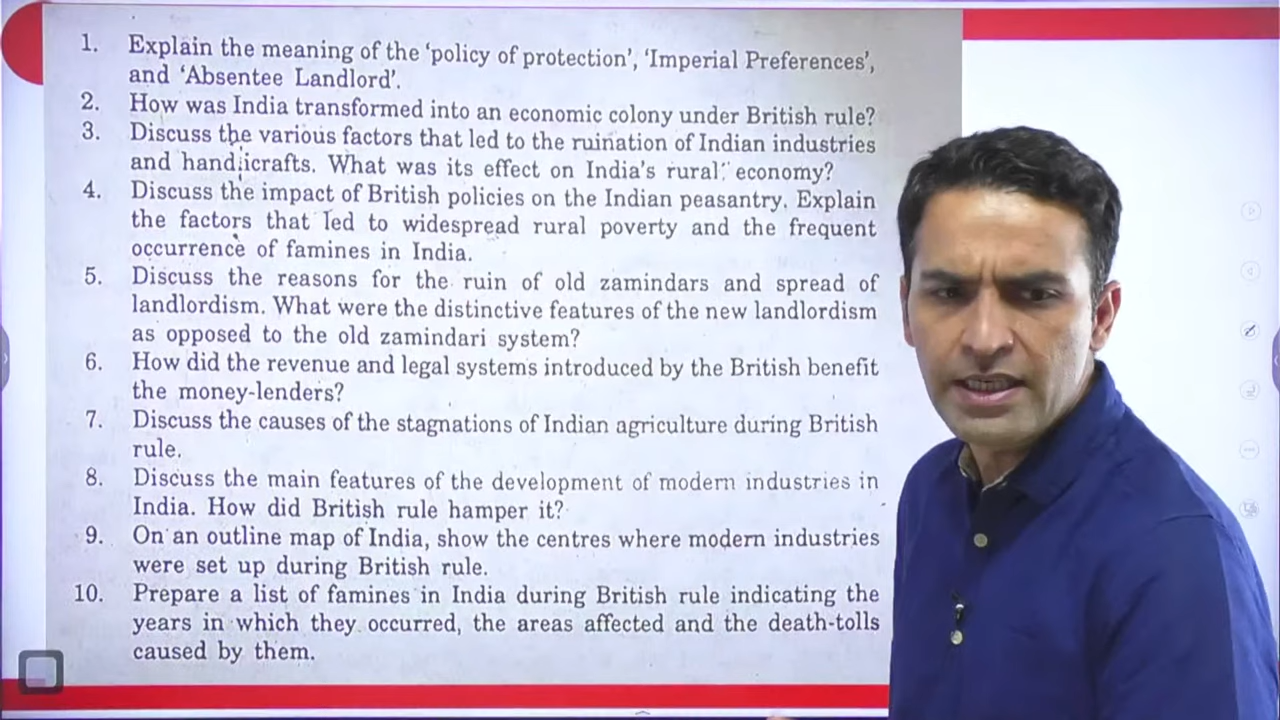 1. Explain the meaning of the ‘policy of protection’, ‘Imperial Preferences’,
and ‘Absentee Landlord’.
2. How was India transformed into an economic colony under British rule?
3. Discuss the various factors that led to the ruination of Indian industries
and handicrafts. What was its effect on India's rural economy?
4. Discuss the impact of British policies on the Indian peasantry. Explain
the factors that led to widespread rural poverty and the frequent
occurrence of famines in India.
5. Discuss the reasons for the ruin of old zamindars and spread of
landlordism. What were the distinctive features of the new landlordism
as opposed to the old zamindari system?
6. How did the revenue and legal systems introduced by the British benefit
the money-lenders?
7. Discuss the causes of the stagnations of Indian agriculture during British
rule.
8. Discuss the main features of the development of modern industries in
India. How did British rule hamper it?
9. On an outline map of India, show the centres where modern industries
were set up during British rule.
10. Prepare a list of famines in India during British rule indicating the
years in which they occurred, the areas affected and the death-tolls
caused by them.